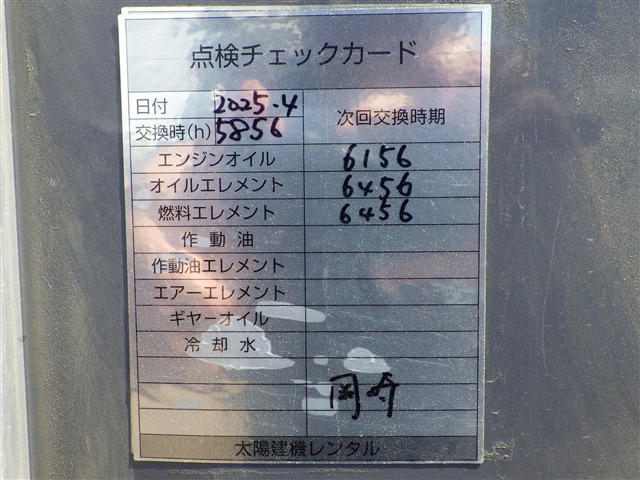 点検チェックカード
日付 2025.4
交換時(h) 5856 次回交換時期
エンジンオイル 6156
オイルエレメント 6456
燃料エレメント 6456
作動油
作動油エレメント
エアーエレメント
ギヤーオイル
冷却水
岡崎
太陽建機レンタル